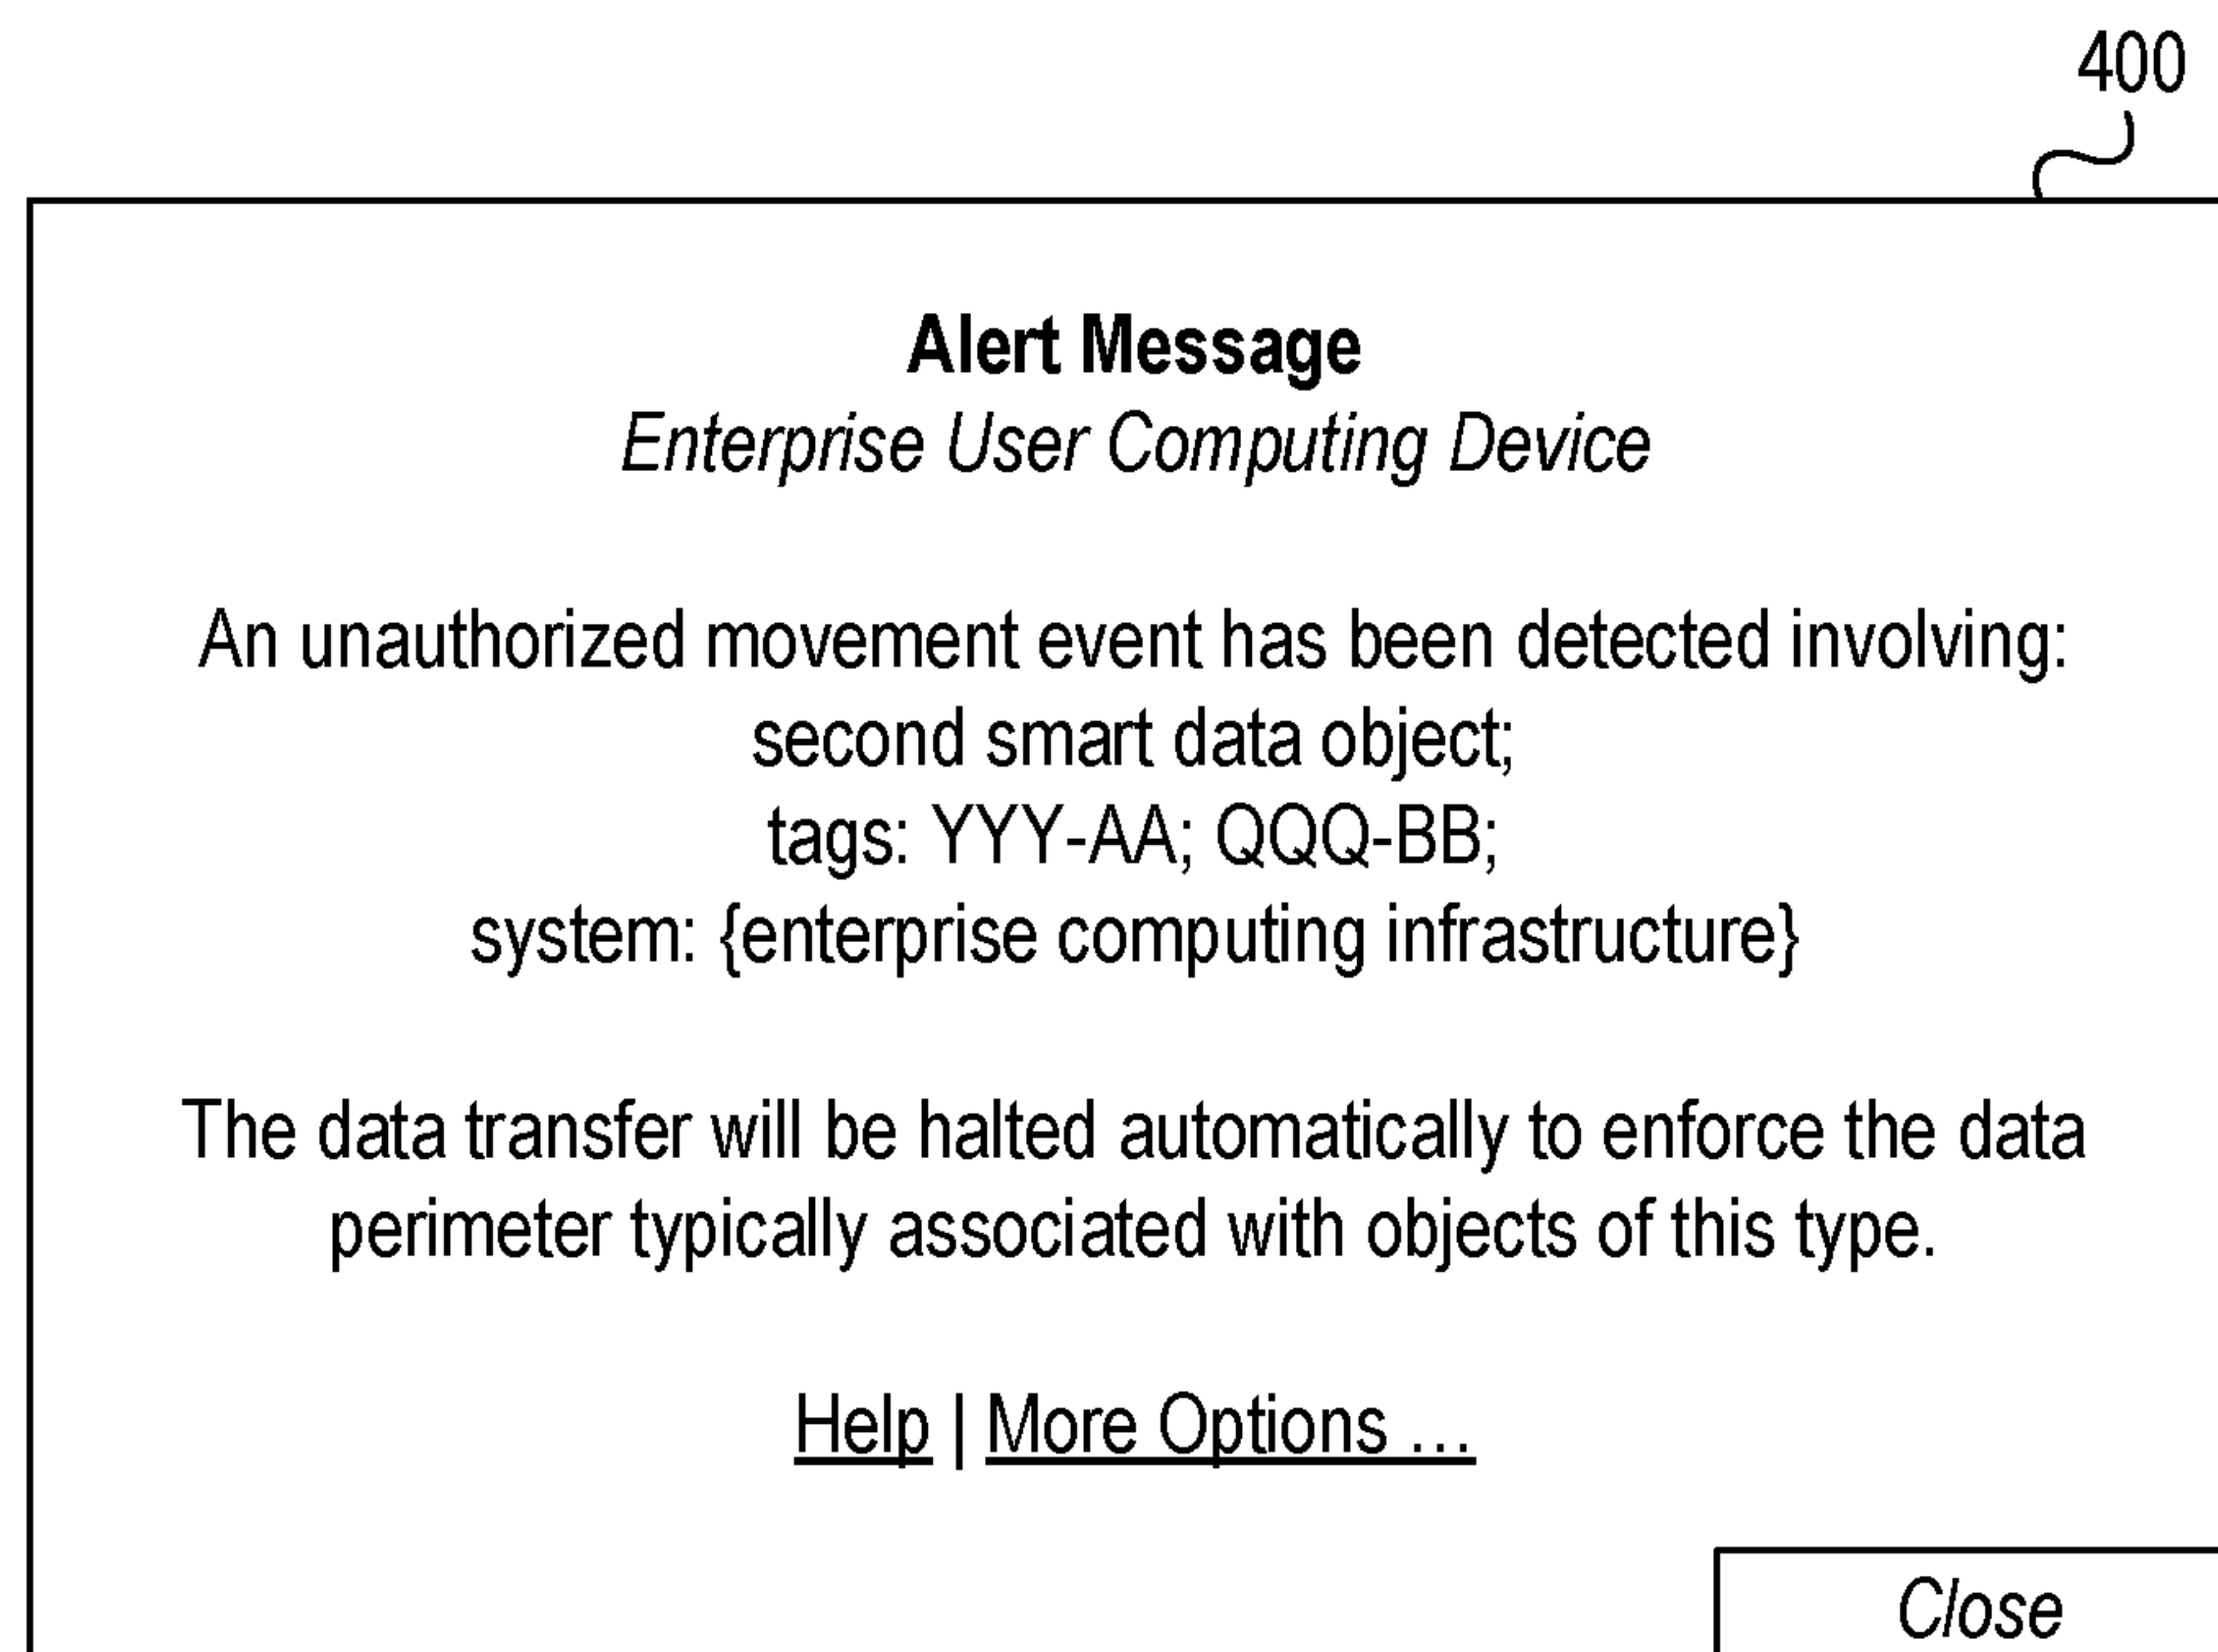 400
Alert Message
Enterprise User Computing Device
An unauthorized movement event has been detected involving:
second smart data object;
tags: YYY-AA; QQQ-BB;
system: {enterprise computing infrastructure}
The data transfer will be halted automatically to enforce the data
perimeter typically associated with objects of this type.
Help | More Options ...
Close